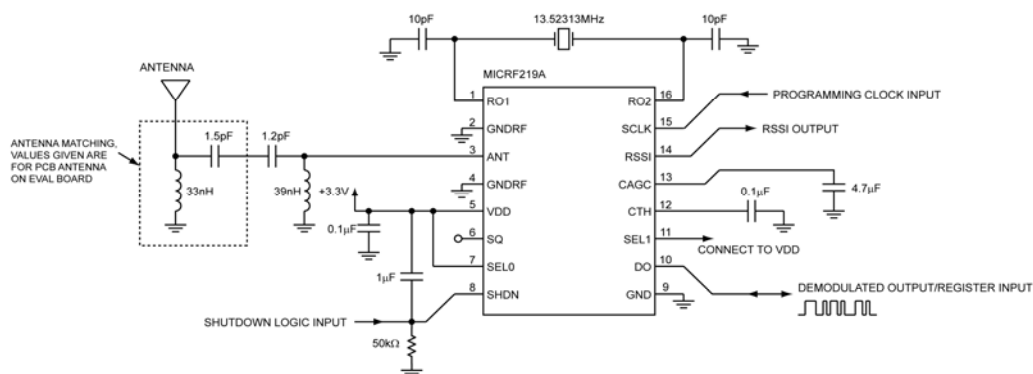 10pF
13.52313MHz
10pF
ANTENNA
MICRF219A
1 RO1
RO2 16
PROGRAMMING CLOCK INPUT
2 GNDRF
SCLK 15
ANTENNA MATCHING,
VALUES GIVEN ARE
FOR PCB ANTENNA
ON EVAL BOARD
1.5pF
1.2pF
RSSI OUTPUT
3 ANT
RSSI 14
33nH
39nH
+3.3V
4 GNDRF
CAGC 13
4.7µF
5 VDD
CTH 12
0.1µF
0.1µF
6 SQ
SEL1 11
CONNECT TO VDD
7 SEL0
DO 10
1µF
8 SHDN
GND 9
DEMODULATED OUTPUT/REGISTER INPUT
SHUTDOWN LOGIC INPUT
50kΩ